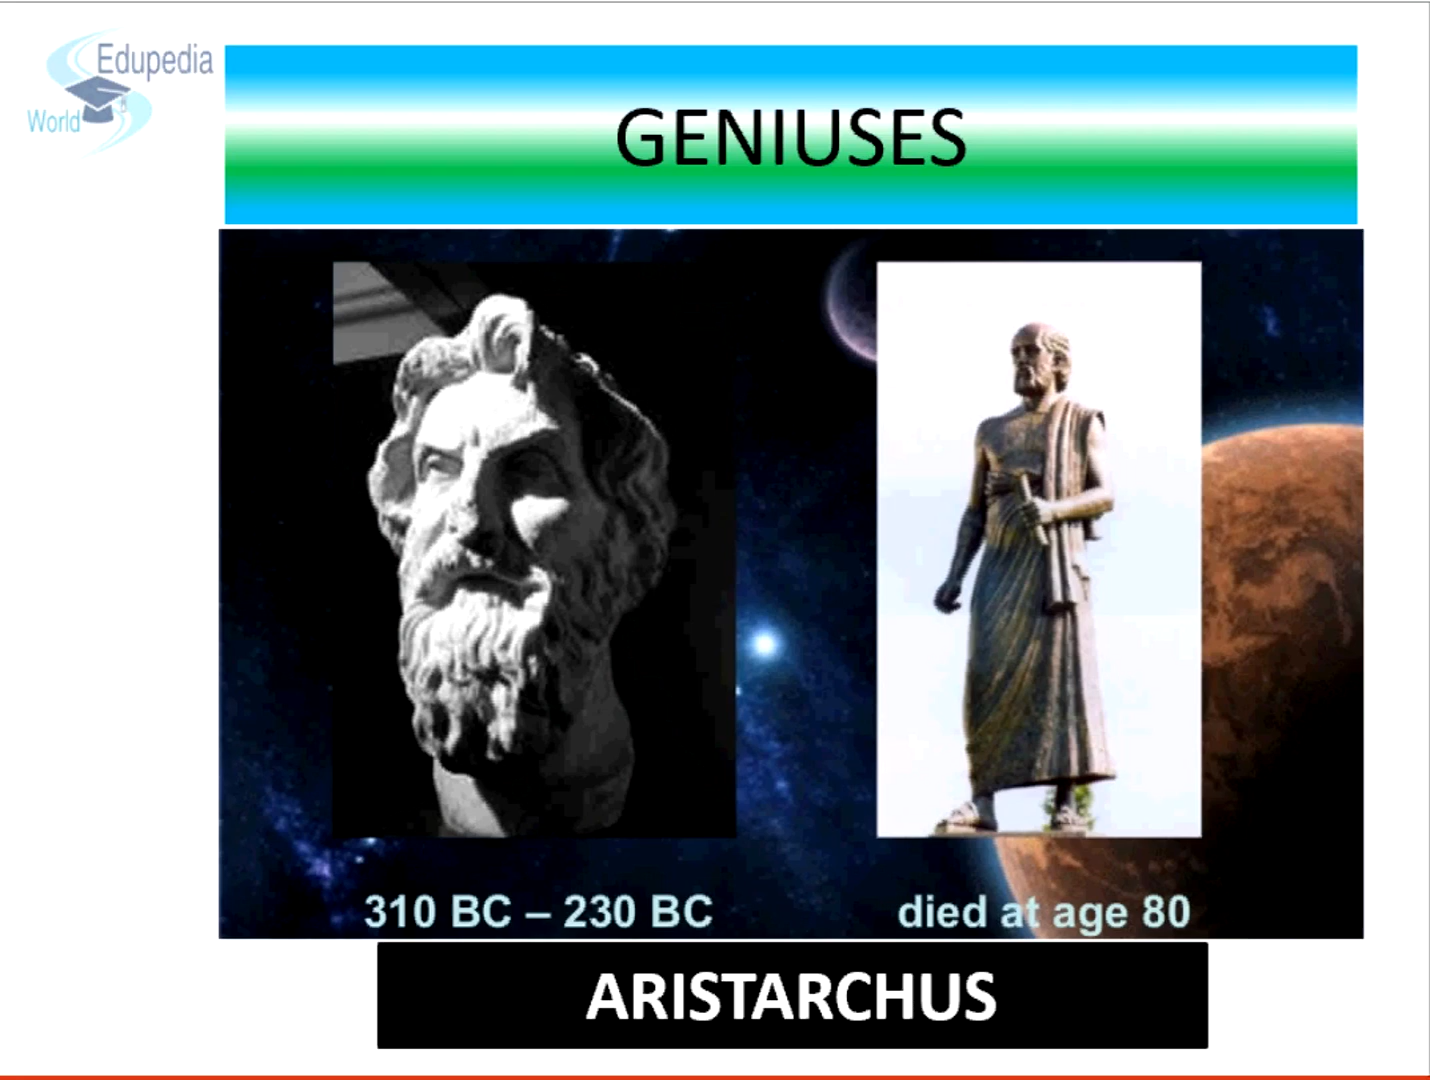 Edupedia
World
GENIUSES
310 BC – 230 BC
died at age 80
ARISTARCHUS